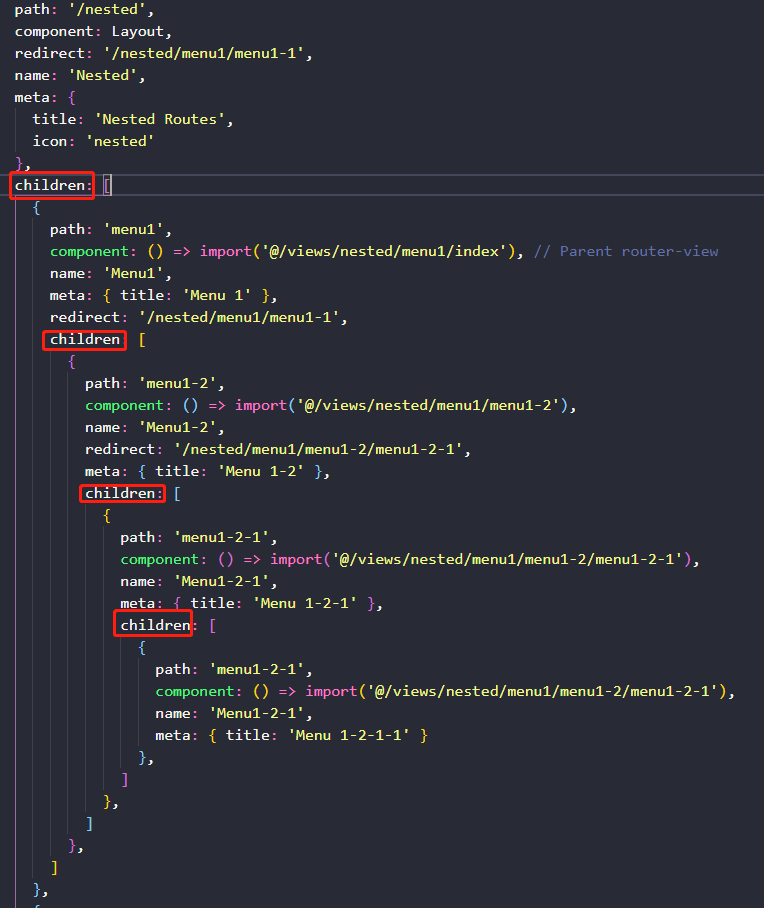 path: '/nested',
component: Layout,
redirect: '/nested/menu1/menu1-1',
name: 'Nested',
meta: {
  title: 'Nested Routes',
  icon: 'nested'
},
children: [
  {
    path: 'menu1',
    component: () => import('@/views/nested/menu1/index'), // Parent router-view
    name: 'Menu1',
    meta: { title: 'Menu 1' },
    redirect: '/nested/menu1/menu1-1',
    children [
      {
        path: 'menu1-2',
        component: () => import('@/views/nested/menu1/menu1-2'),
        name: 'Menu1-2',
        redirect: '/nested/menu1/menu1-2/menu1-2-1',
        meta: { title: 'Menu 1-2' },
        children: [
          {
            path: 'menu1-2-1',
            component: () => import('@/views/nested/menu1/menu1-2/menu1-2-1'),
            name: 'Menu1-2-1',
            meta: { title: 'Menu 1-2-1' },
            children: [
              {
                path: 'menu1-2-1',
                component: () => import('@/views/nested/menu1/menu1-2/menu1-2-1'),
                name: 'Menu1-2-1',
                meta: { title: 'Menu 1-2-1-1' }
              },
            ]
          },
        ]
      },
    ]
  },
  {